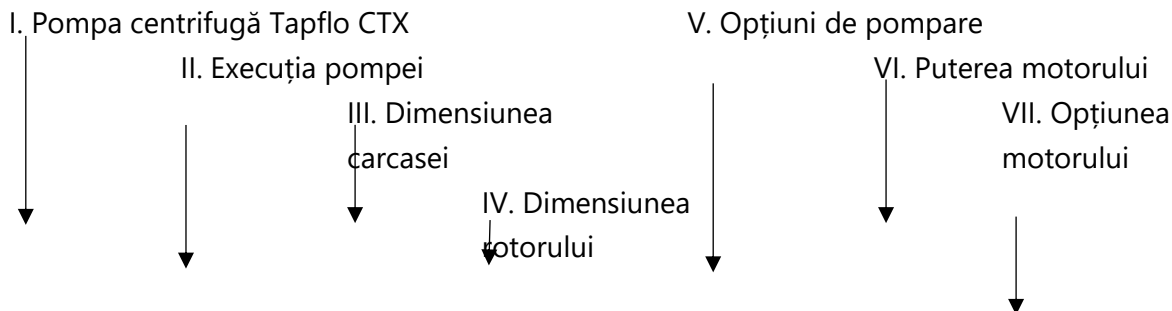 I. Pompa centrifugă Tapflo CTX
V. Opțiuni de pompare
II. Execuția pompei
VI. Puterea motorului
III. Dimensiunea
carcasei
VII. Opțiunea
motorului
IV. Dimensiunea
rotorului